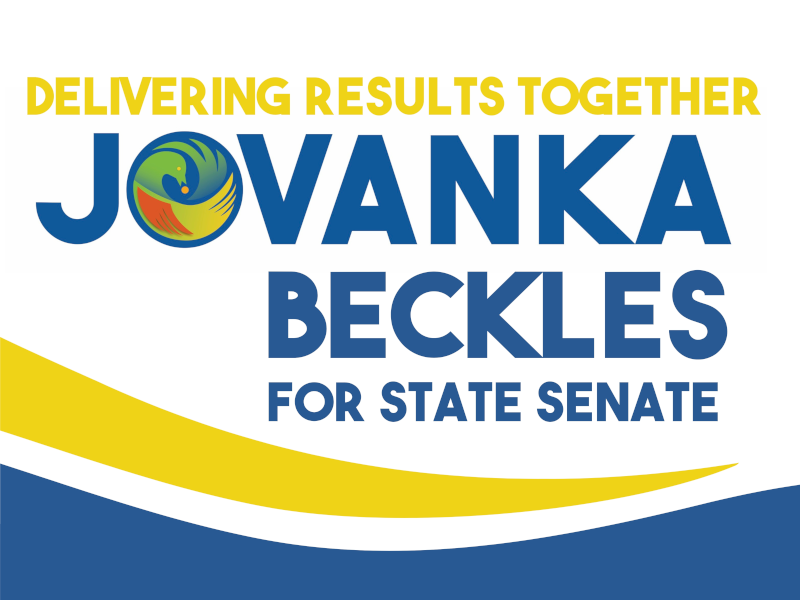 DELIVERING RESULTS TOGETHER
JOVANKA
BECKLES
FOR STATE SENATE